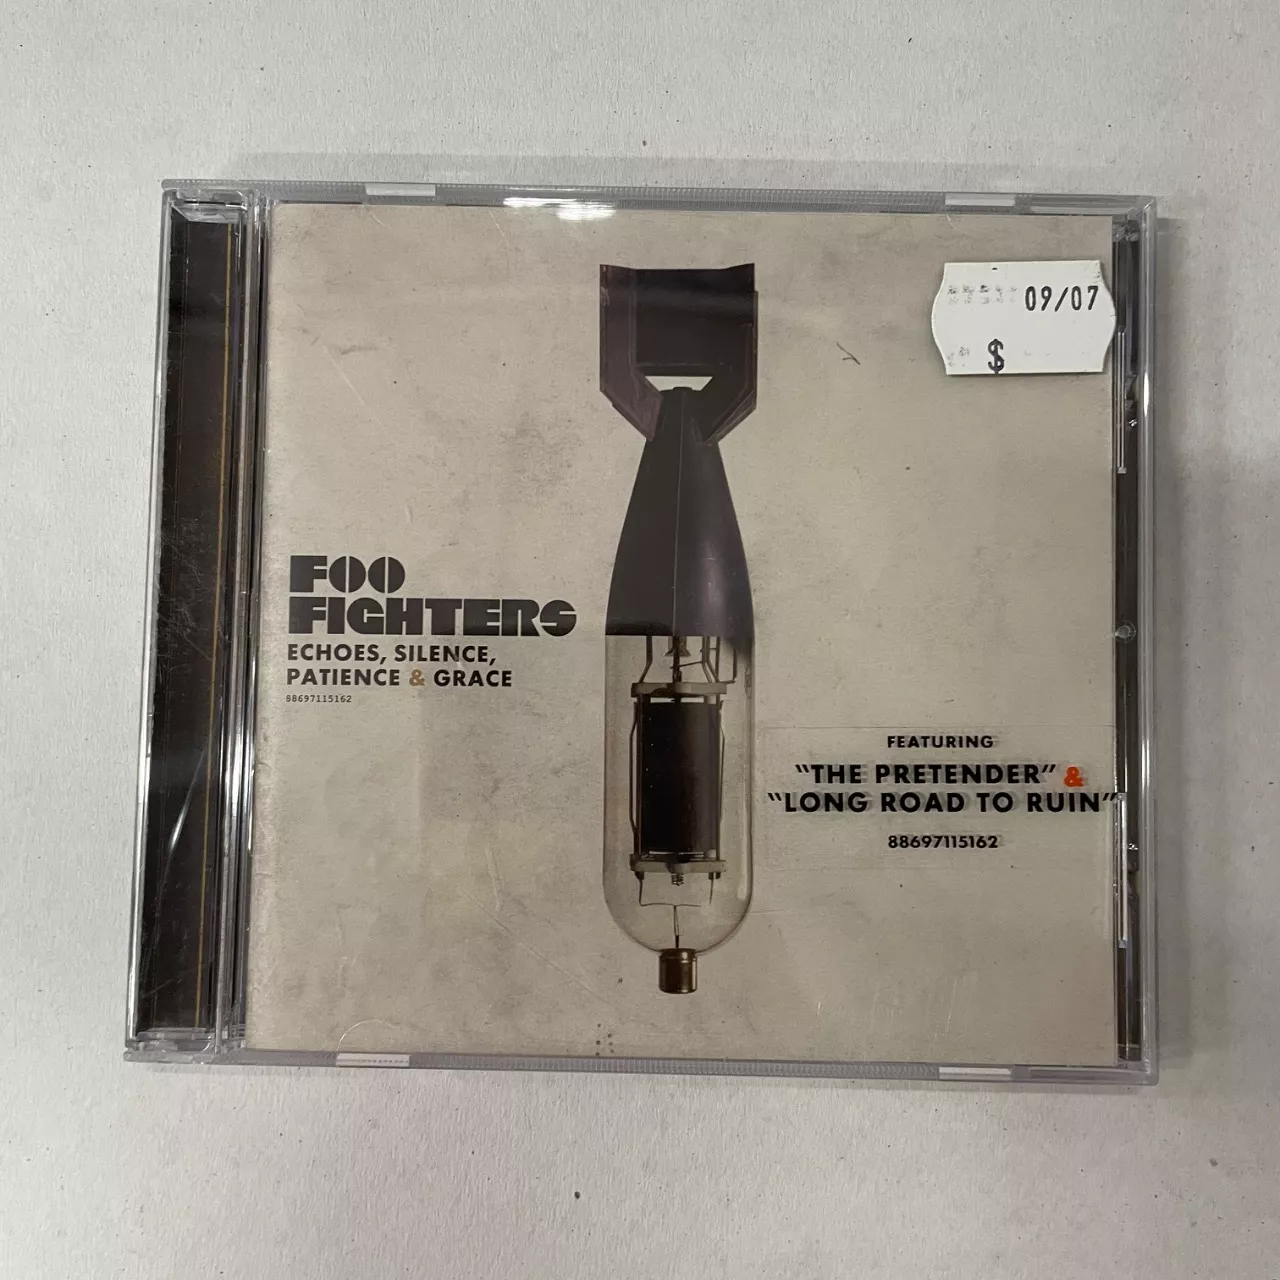 09/07
$
FOO
FIGHTERS
ECHOES, SILENCE,
PATIENCE & GRACE
88697115162
FEATURING
"THE PRETENDER" &
"LONG ROAD TO RUIN"
88697115162